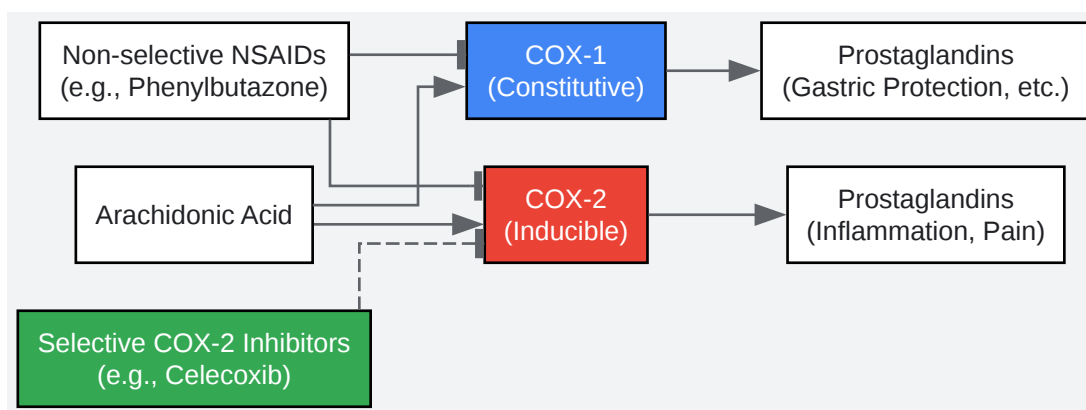 Non-selective NSAIDs
(e.g., Phenylbutazone)
COX-1
(Constitutive)
Prostaglandins
(Gastric Protection, etc.)
Arachidonic Acid
COX-2
(Inducible)
Prostaglandins
(Inflammation, Pain)
Selective COX-2 Inhibitors
(e.g., Celecoxib)